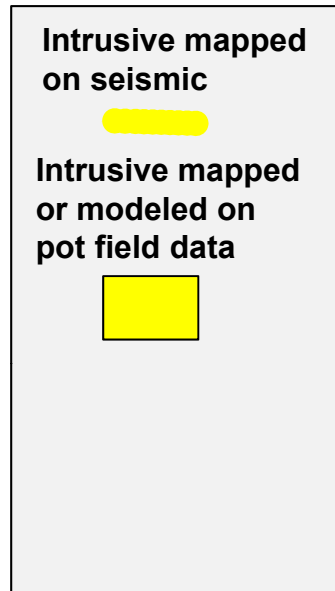 Intrusive mapped
on seismic
Intrusive mapped
or modeled on
pot field data